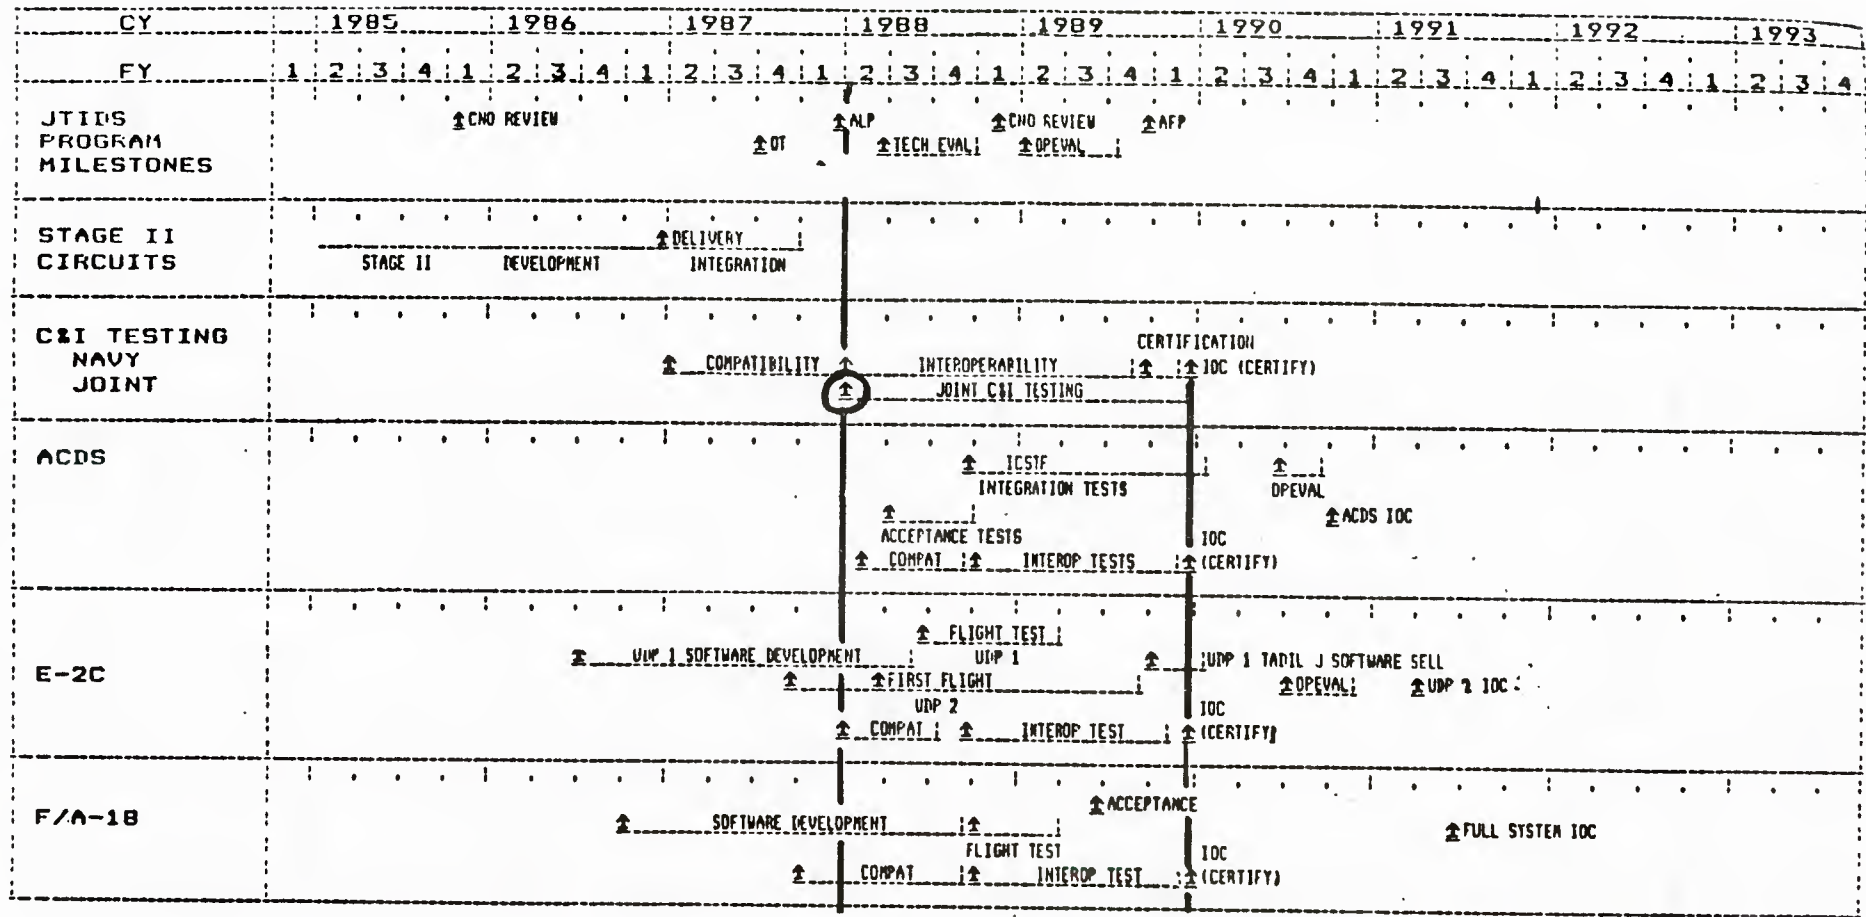 CY 1985 1986 1987 1988 1989 1990 1991 1992 1993
FY 1 2 3 4 1 2 3 4 1 2 3 4 1 2 3 4 1 2 3 4 1 2 3 4 1 2 3 4 1 2 3 4 1 2 3 4
JTIDS
PROGRAM
MILESTONES
CNO REVIEW ALP CNO REVIEW AFP
OT TECH EVAL OPEVAL
STAGE II
CIRCUITS
DELIVERY
STAGE II DEVELOPMENT INTEGRATION
C&I TESTING
NAVY
JOINT
CERTIFICATION
COMPATIBILITY INTEROPERABILITY IOC (CERTIFY)
JOINT C&I TESTING
ACDS
ICSTF
INTEGRATION TESTS OPEVAL
ACDS IOC
ACCEPTANCE TESTS IOC
COMPAT INTEROP TESTS (CERTIFY)
E-2C
FLIGHT TEST
UDP 1 SOFTWARE DEVELOPMENT UDP 1 UDP 1 TADIL J SOFTWARE SELL
FIRST FLIGHT OPEVAL UDP 2 IOC
UDP 2 IOC
COMPAT INTEROP TEST (CERTIFY)
F/A-18
ACCEPTANCE
SOFTWARE DEVELOPMENT FULL SYSTEM IOC
FLIGHT TEST IOC
COMPAT INTEROP TEST (CERTIFY)